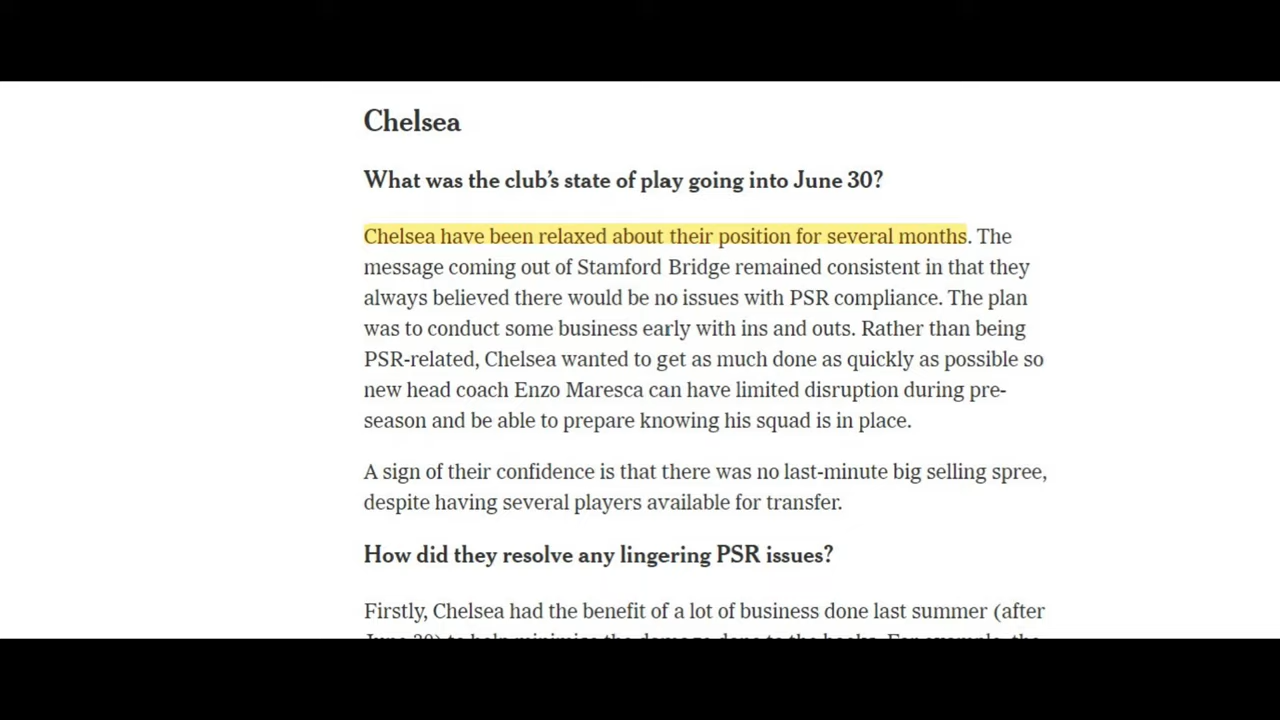 Chelsea
What was the club's state of play going into June 30?
Chelsea have been relaxed about their position for several months. The
message coming out of Stamford Bridge remained consistent in that they
always believed there would be no issues with PSR compliance. The plan
was to conduct some business early with ins and outs. Rather than being
PSR-related, Chelsea wanted to get as much done as quickly as possible so
new head coach Enzo Maresca can have limited disruption during pre-
season and be able to prepare knowing his squad is in place.
A sign of their confidence is that there was no last-minute big selling spree,
despite having several players available for transfer.
How did they resolve any lingering PSR issues?
Firstly, Chelsea had the benefit of a lot of business done last summer (after